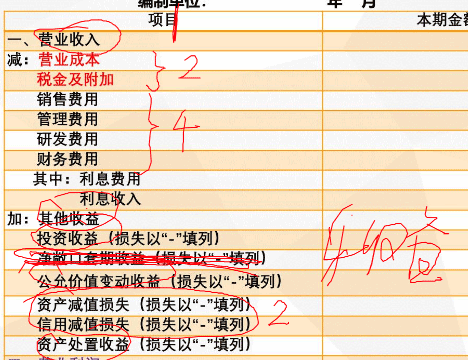 编制单位: 年 月
项目 本期金额
一、营业收入
减: 营业成本
税金及附加
销售费用
管理费用
研发费用
财务费用
其中: 利息费用
利息收入
加: 其他收益
投资收益 (损失以“-”填列)
净敞口套期收益 (损失以“-”填列)
公允价值变动收益 (损失以“-”填列)
资产减值损失 (损失以“-”填列)
信用减值损失 (损失以“-”填列)
资产处置收益 (损失以“-”填列)
2
4
2